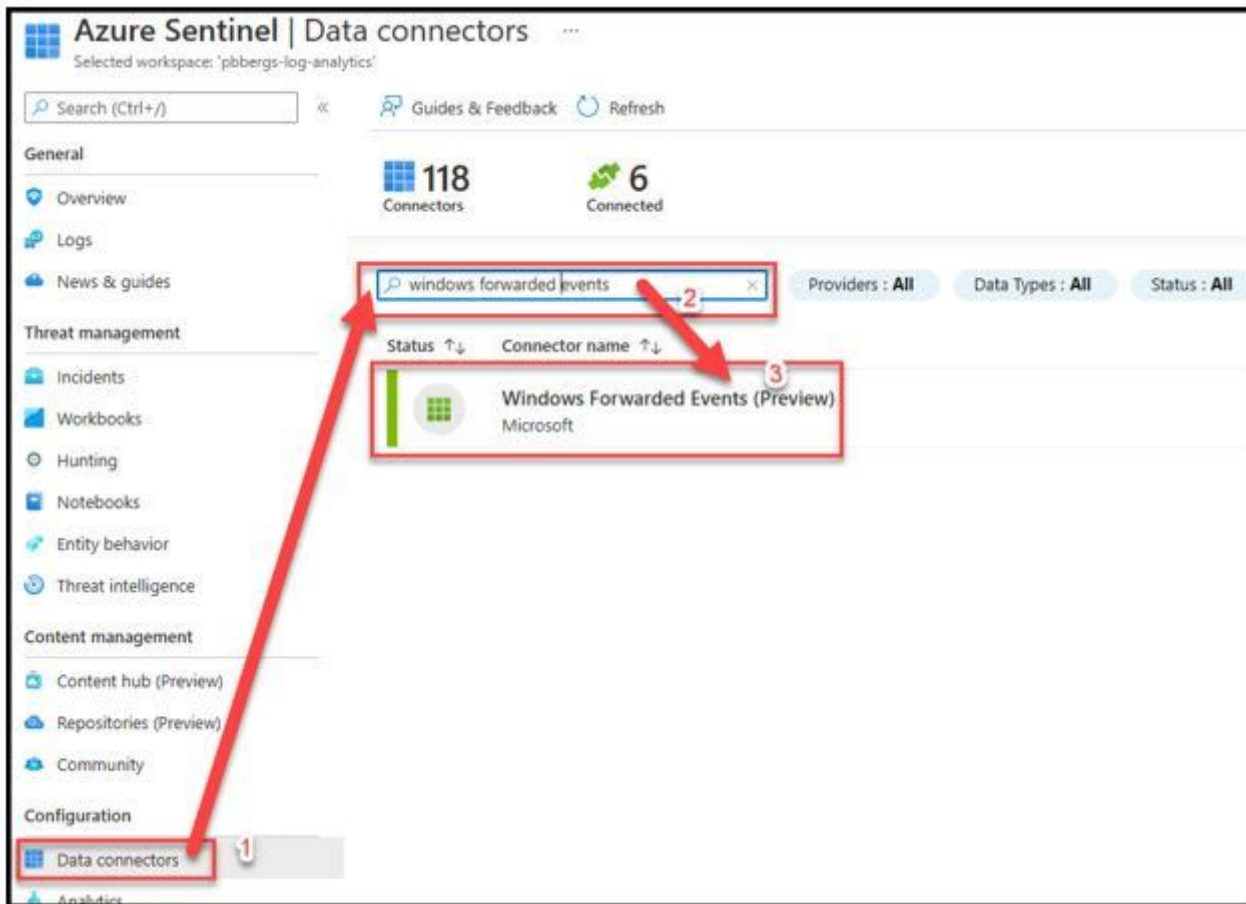 Azure Sentinel | Data connectors ...
Selected workspace: 'pbbergs-log-analytics'
Search (Ctrl+/)
«
General
Overview
Logs
News & guides
Threat management
Incidents
Workbooks
Hunting
Notebooks
Entity behavior
Threat intelligence
Content management
Content hub (Preview)
Repositories (Preview)
Community
Configuration
Data connectors
1
Analytics
Guides & Feedback Refresh
118 6
Connectors Connected
windows forwarded events × Providers : All Data Types : All Status : All
2
Status ↑↓ Connector name ↑↓
3
Windows Forwarded Events (Preview)
Microsoft